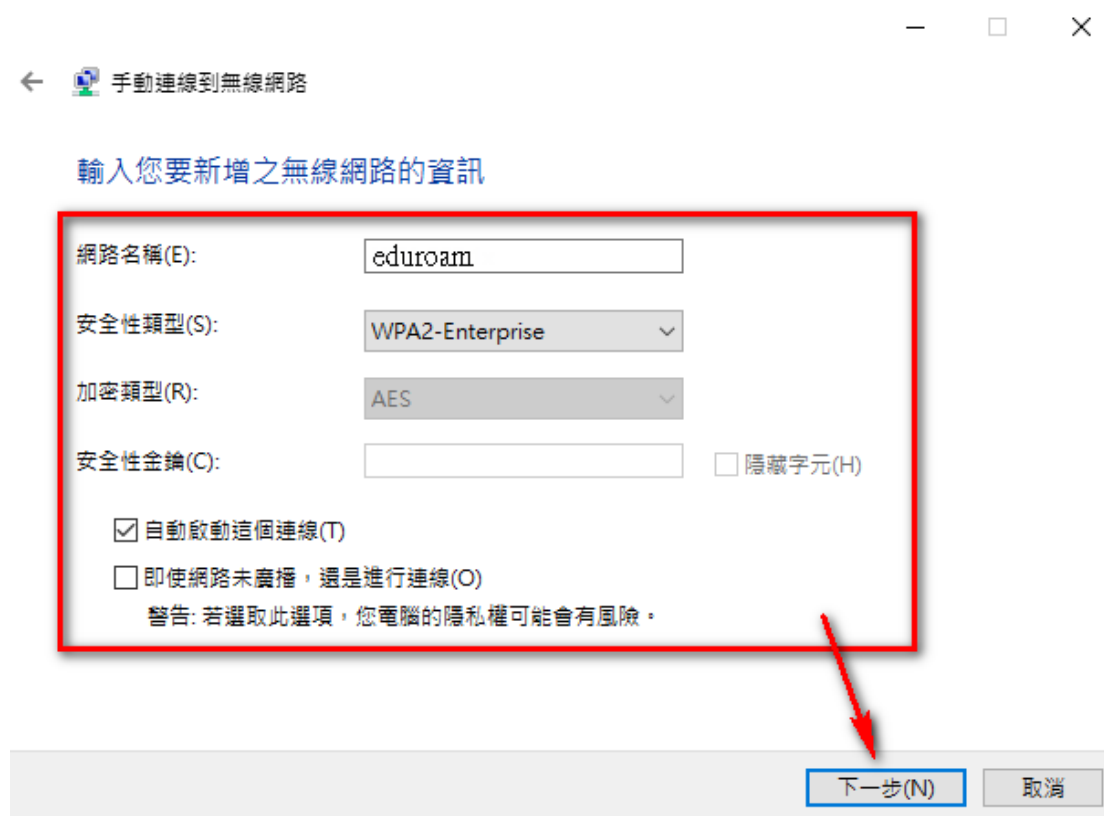 手動連線到無線網路
輸入您要新增之無線網路的資訊
網路名稱(E):
eduroam
安全性類型(S):
WPA2-Enterprise
加密類型(R):
AES
安全性金鑰(C):
隱藏字元(H)
自動啟動這個連線(T)
即使網路未廣播，還是進行連線(O)
警告: 若選取此選項，您電腦的隱私權可能會有風險。
下一步(N)
取消